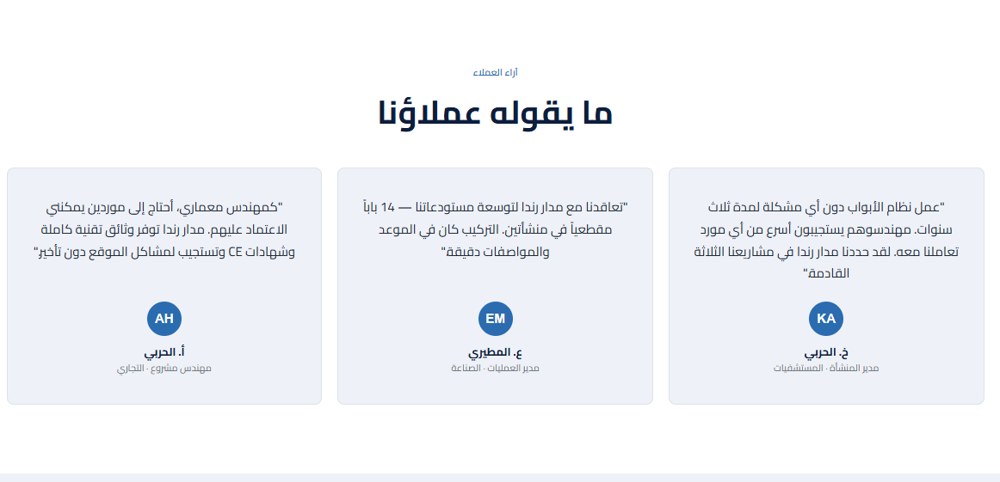 آراء العملاء
ما يقوله عملاؤنا
"عمل نظام الأبواب دون أي مشكلة لمدة ثلاث
سنوات. مهندسوهم يستجيبون أسرع من أي مورد
تعاملنا معه. لقد حددنا مدار رندا في مشاريعنا الثلاثة
القادمة."
KA
خ. الحربي
مدير المنشأة · المستشفيات
"تعاقدنا مع مدار رندا لتوسعة مستودعاتنا — 14 باباً
مقطعياً في منشأتين. التركيب كان في الموعد
والمواصفات دقيقة."
EM
ع. المطيري
مدير العمليات · الصناعة
"كمهندس معماري، أحتاج إلى موردين يمكنني
الاعتماد عليهم. مدار رندا توفر وثائق تقنية كاملة
وشهادات CE وتستجيب لمشاكل الموقع دون تأخير."
AH
أ. الحربي
مهندس مشروع · التجاري